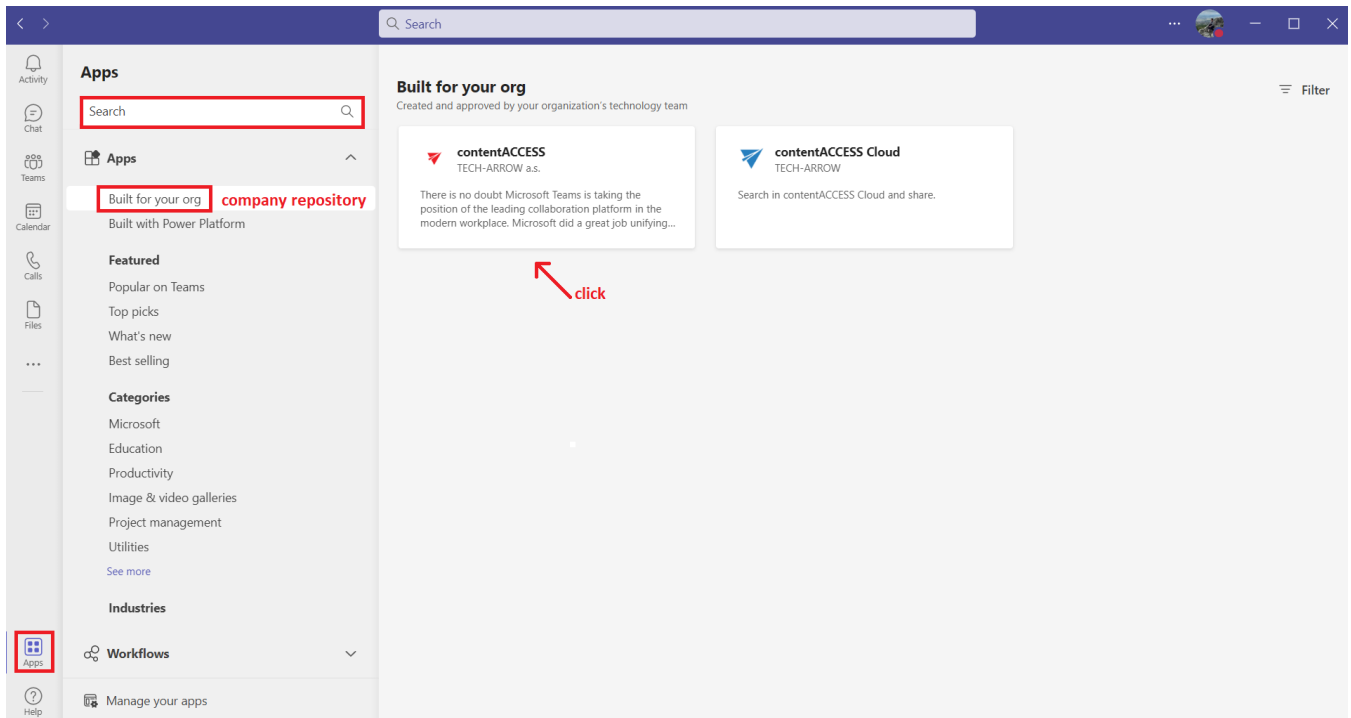 Search
Activity
Chat
Teams
Calendar
Calls
Files
Apps
Help
Apps
Search
Apps
Built for your org
company repository
Built with Power Platform
Featured
Popular on Teams
Top picks
What's new
Best selling
Categories
Microsoft
Education
Productivity
Image & video galleries
Project management
Utilities
See more
Industries
Workflows
Manage your apps
Built for your org
Created and approved by your organization's technology team
Filter
contentACCESS
TECH-ARROW a.s.
There is no doubt Microsoft Teams is taking the
position of the leading collaboration platform in the
modern workplace. Microsoft did a great job unifying...
contentACCESS Cloud
TECH-ARROW
Search in contentACCESS Cloud and share.
click